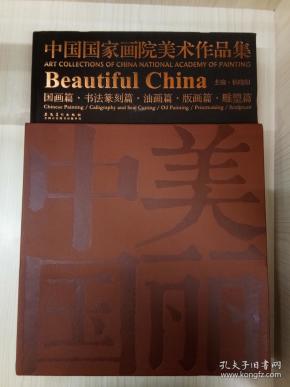 中国国家画院美术作品集
ART COLLECTIONS OF CHINA NATIONAL ACADEMY OF PAINTING
Beautiful China
国画篇·书法篆刻篇·油画篇·版画篇·雕塑篇
Chinese Painting / Calligraphy and Seal Cutting / Oil Painting / Printmaking / Sculpture
美丽
中国
孔夫子旧书网